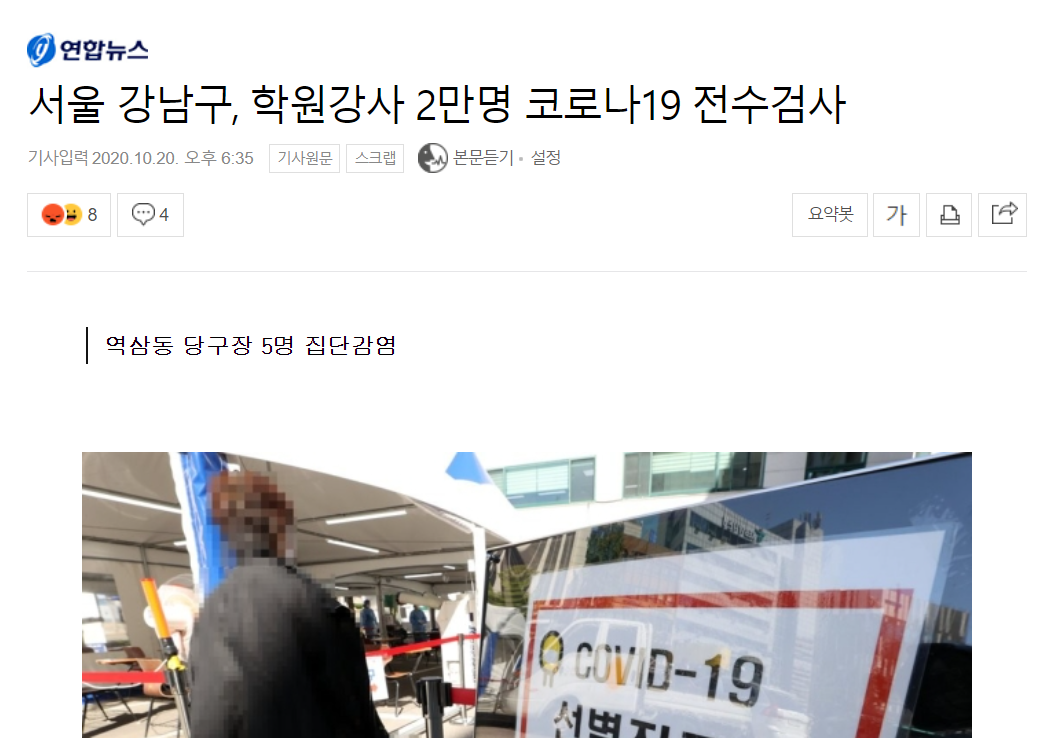 연합뉴스
서울 강남구, 학원강사 2만명 코로나19 전수검사
기사입력 2020.10.20. 오후 6:35 기사원문 스크랩 본문듣기 · 설정
8 4 요약봇 가
역삼동 당구장 5명 집단감염
COVID-19
선별진